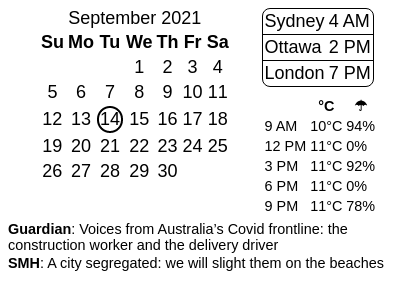 September 2021
Su Mo Tu We Th Fr Sa
1 2 3 4
5 6 7 8 9 10 11
12 13 14 15 16 17 18
19 20 21 22 23 24 25
26 27 28 29 30
Sydney 4 AM
Ottawa 2 PM
London 7 PM
°C ☂
9 AM 10°C 94%
12 PM 11°C 0%
3 PM 11°C 92%
6 PM 11°C 0%
9 PM 11°C 78%
Guardian: Voices from Australia’s Covid frontline: the
construction worker and the delivery driver
SMH: A city segregated: we will slight them on the beaches